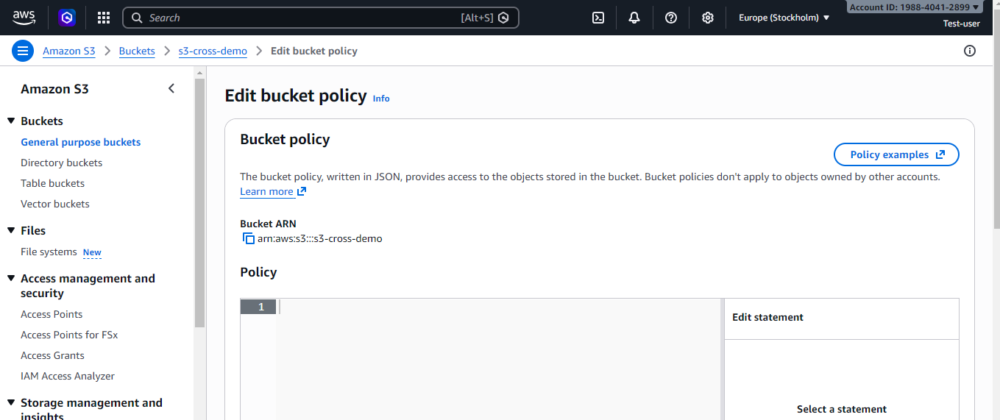 aws
Search [Alt+S]
Europe (Stockholm)
Account ID: 1988-4041-2899
Test-user
Amazon S3
Buckets
s3-cross-demo
Edit bucket policy
Amazon S3
Buckets
General purpose buckets
Directory buckets
Table buckets
Vector buckets
Files
File systems New
Access management and
security
Access Points
Access Points for FSx
Access Grants
IAM Access Analyzer
Storage management and
insights
Edit bucket policy Info
Bucket policy
Policy examples
The bucket policy, written in JSON, provides access to the objects stored in the bucket. Bucket policies don't apply to objects owned by other accounts.
Learn more
Bucket ARN
arn:aws:s3:::s3-cross-demo
Policy
1
Edit statement
Select a statement